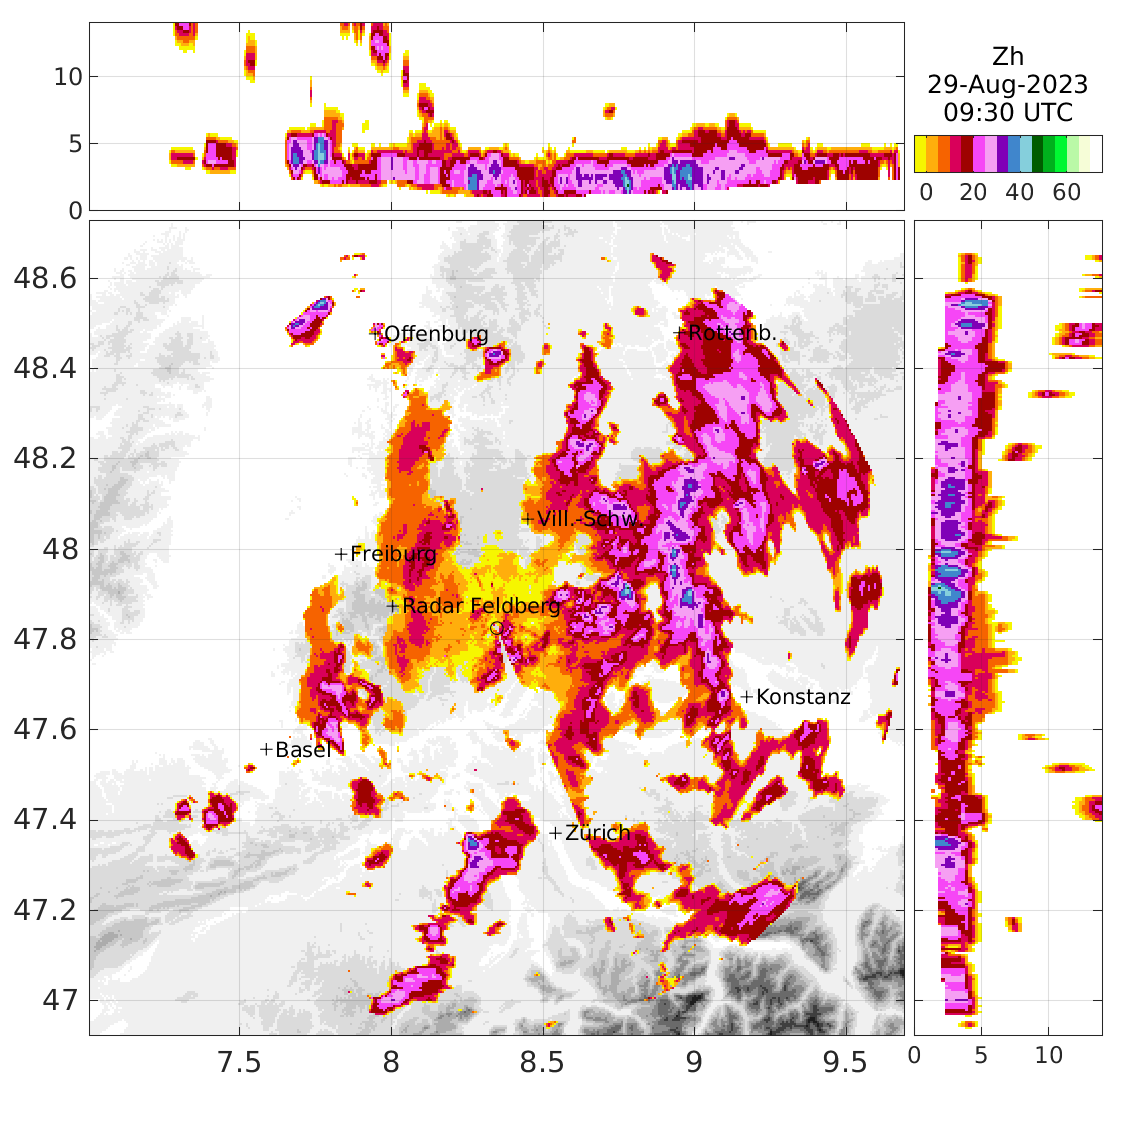 10
5
0
Zh
29-Aug-2023
09:30 UTC
0 20 40 60
48.6
48.4
48.2
48
47.8
47.6
47.4
47.2
47
+Offenburg
+Rottenb.
+Vill.-Schw.
+Freiburg
+Radar Feldberg
+Konstanz
+Basel
+Zürich
7.5 8 8.5 9 9.5
0 5 10